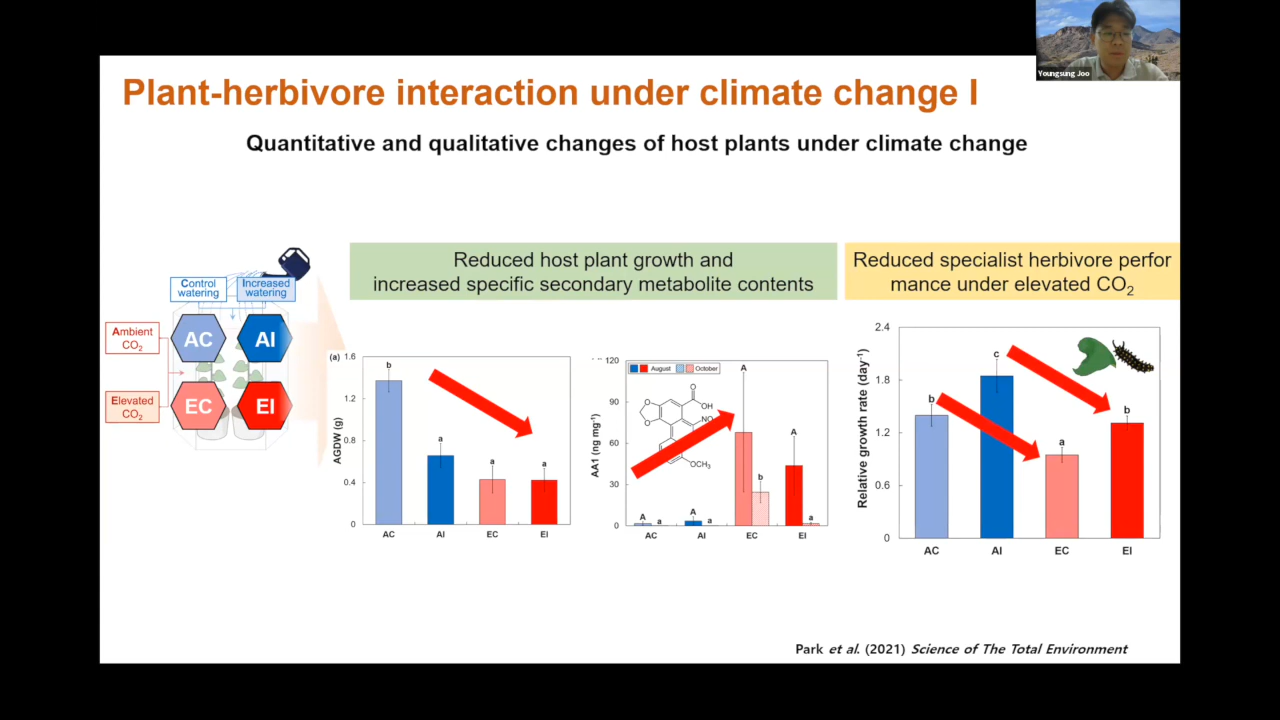 Youngsung Joo
Plant-herbivore interaction under climate change I
Quantitative and qualitative changes of host plants under climate change
Control
watering
Increased
watering
Ambient
CO2
Elevated
CO2
AC
AI
EC
EI
Reduced host plant growth and
increased specific secondary metabolite contents
Reduced specialist herbivore perfor
mance under elevated CO2
(a)
AGDW (g)
1.6
1.2
0.8
0.4
0
b
a
a
a
AC
AI
EC
EI
AA1 (ng mg-1)
120
90
60
30
0
August
October
O
O
O
OH
NO
OCH3
A
a
A
a
A
b
A
a
AC
AI
EC
EI
Relative growth rate (day-1)
2.4
1.8
1.2
0.6
0
b
c
a
b
AC
AI
EC
EI
Park et al. (2021) Science of The Total Environment